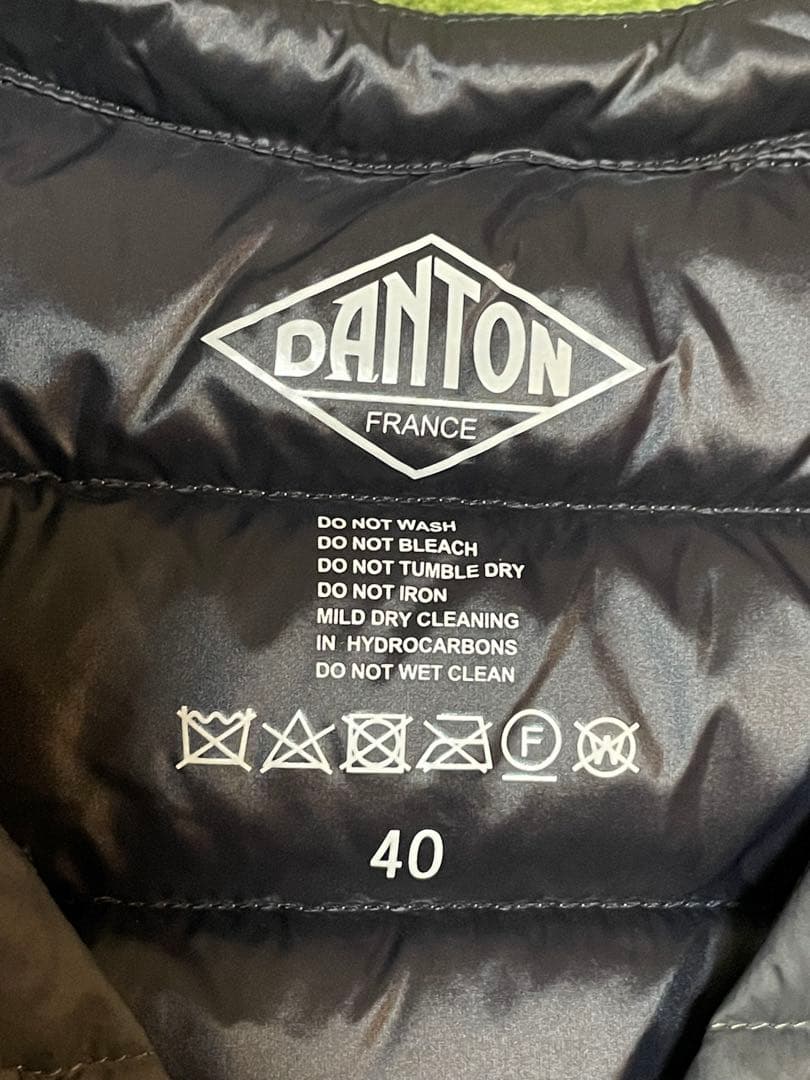 DANTON
FRANCE
DO NOT WASH
DO NOT BLEACH
DO NOT TUMBLE DRY
DO NOT IRON
MILD DRY CLEANING
IN HYDROCARBONS
DO NOT WET CLEAN
F W
40